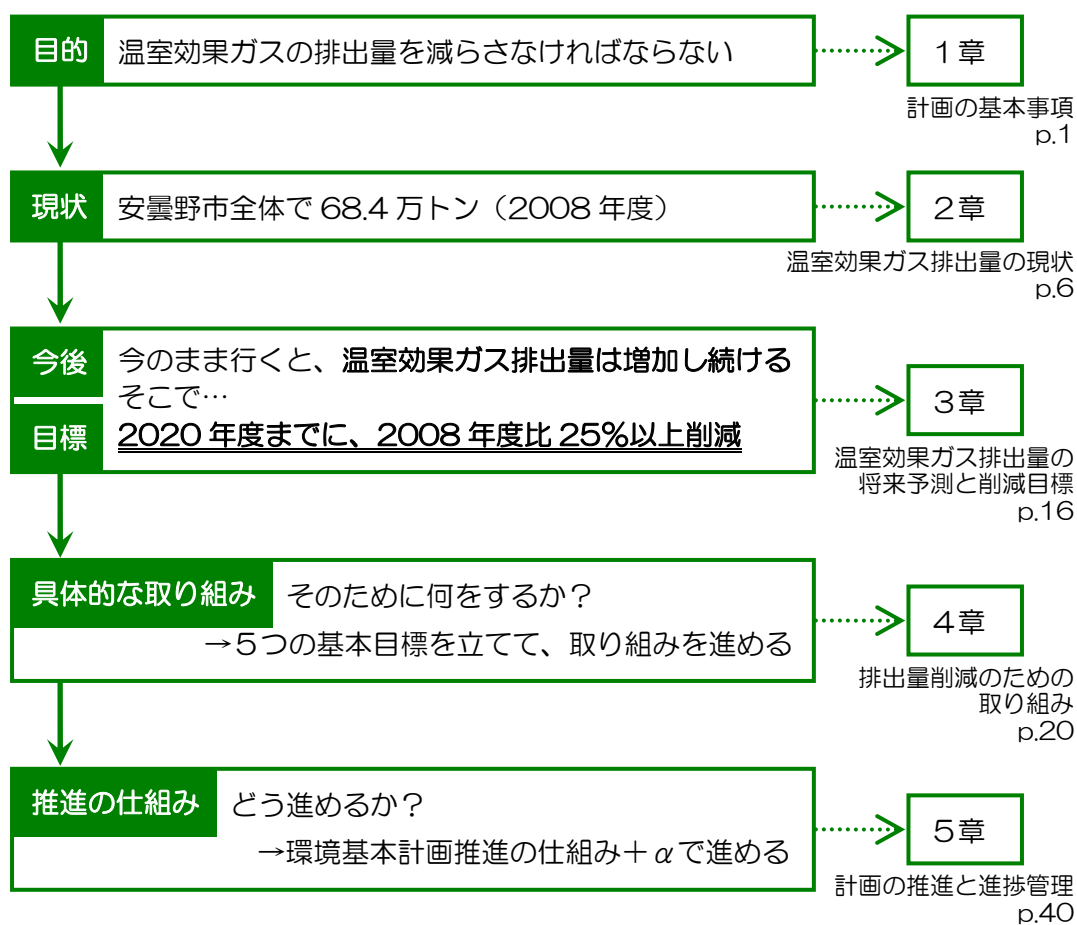 目的 温室効果ガスの排出量を減らさなければならない
1章
計画の基本事項
p.1
現状 安曇野市全体で 68.4 万トン（2008 年度）
2章
温室効果ガス排出量の現状
p.6
今後 今のまま行くと、温室効果ガス排出量は増加し続ける
そこで…
目標 2020 年度までに、2008 年度比 25％以上削減
3章
温室効果ガス排出量の
将来予測と削減目標
p.16
具体的な取り組み そのために何をするか？
→5つの基本目標を立てて、取り組みを進める
4章
排出量削減のための
取り組み
p.20
推進の仕組み どう進めるか？
→環境基本計画推進の仕組み＋αで進める
5章
計画の推進と進捗管理
p.40